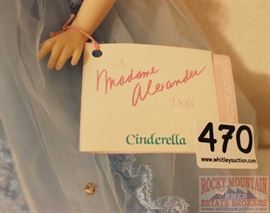 A
Madame
Alexander
Doll
Cinderella
470
www.whitleyauction.com
ROCKY MOUNTAIN
ESTATE BROKERS